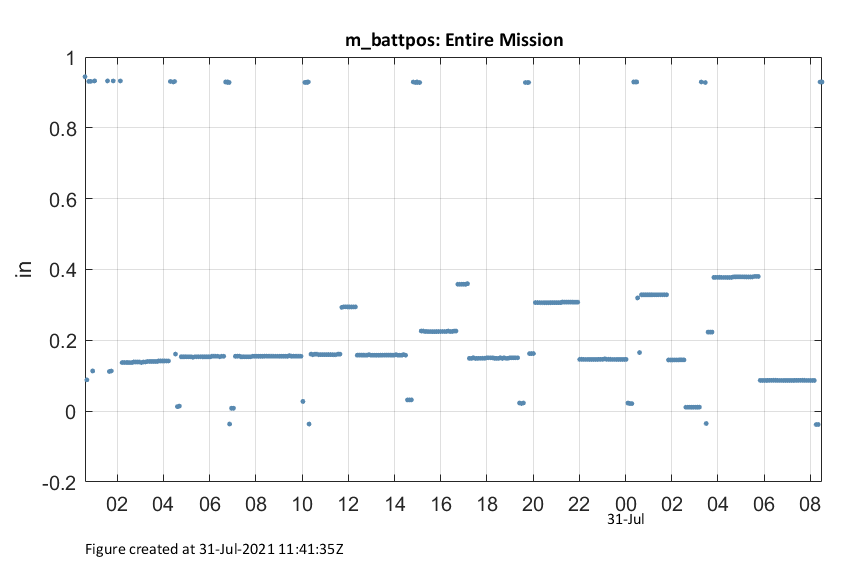 m_battpos: Entire Mission
1
0.8
0.6
0.4
0.2
0
-0.2
in
02 04 06 08 10 12 14 16 18 20 22 00 02 04 06 08
31-Jul
Figure created at 31-Jul-2021 11:41:35Z